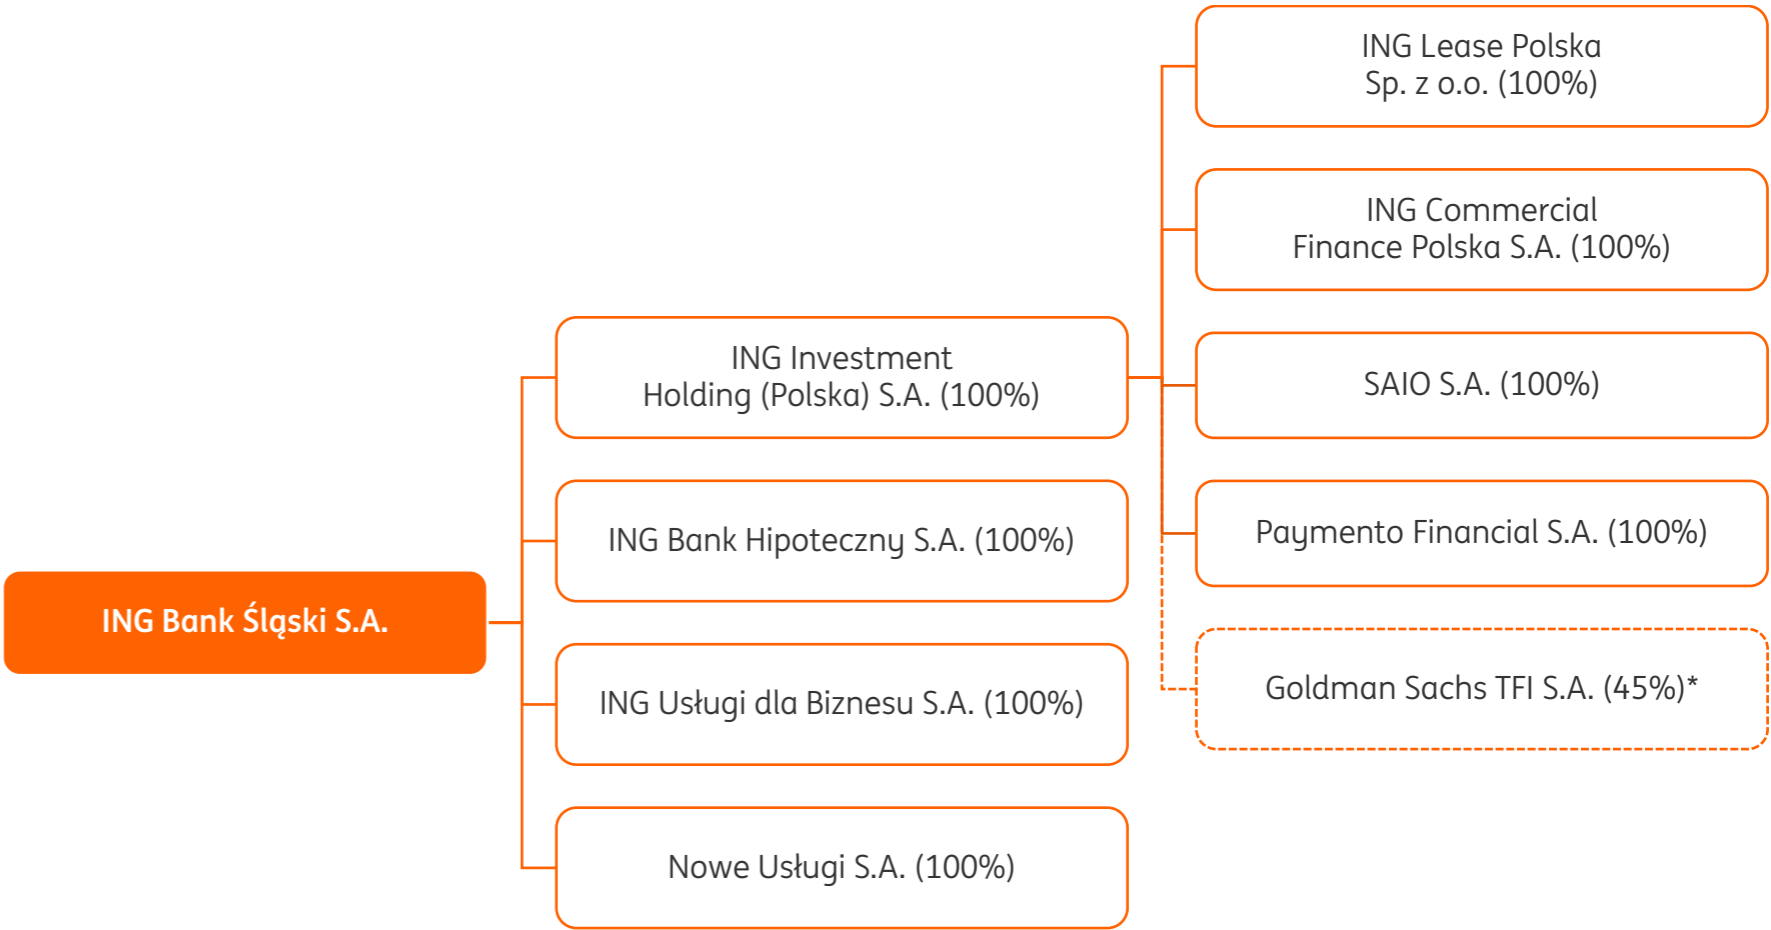 ING Bank Śląski S.A.
ING Investment
Holding (Polska) S.A. (100%)
ING Bank Hipoteczny S.A. (100%)
ING Usługi dla Biznesu S.A. (100%)
Nowe Usługi S.A. (100%)
ING Lease Polska
Sp. z o.o. (100%)
ING Commercial
Finance Polska S.A. (100%)
SAIO S.A. (100%)
Paymento Financial S.A. (100%)
Goldman Sachs TFI S.A. (45%)*